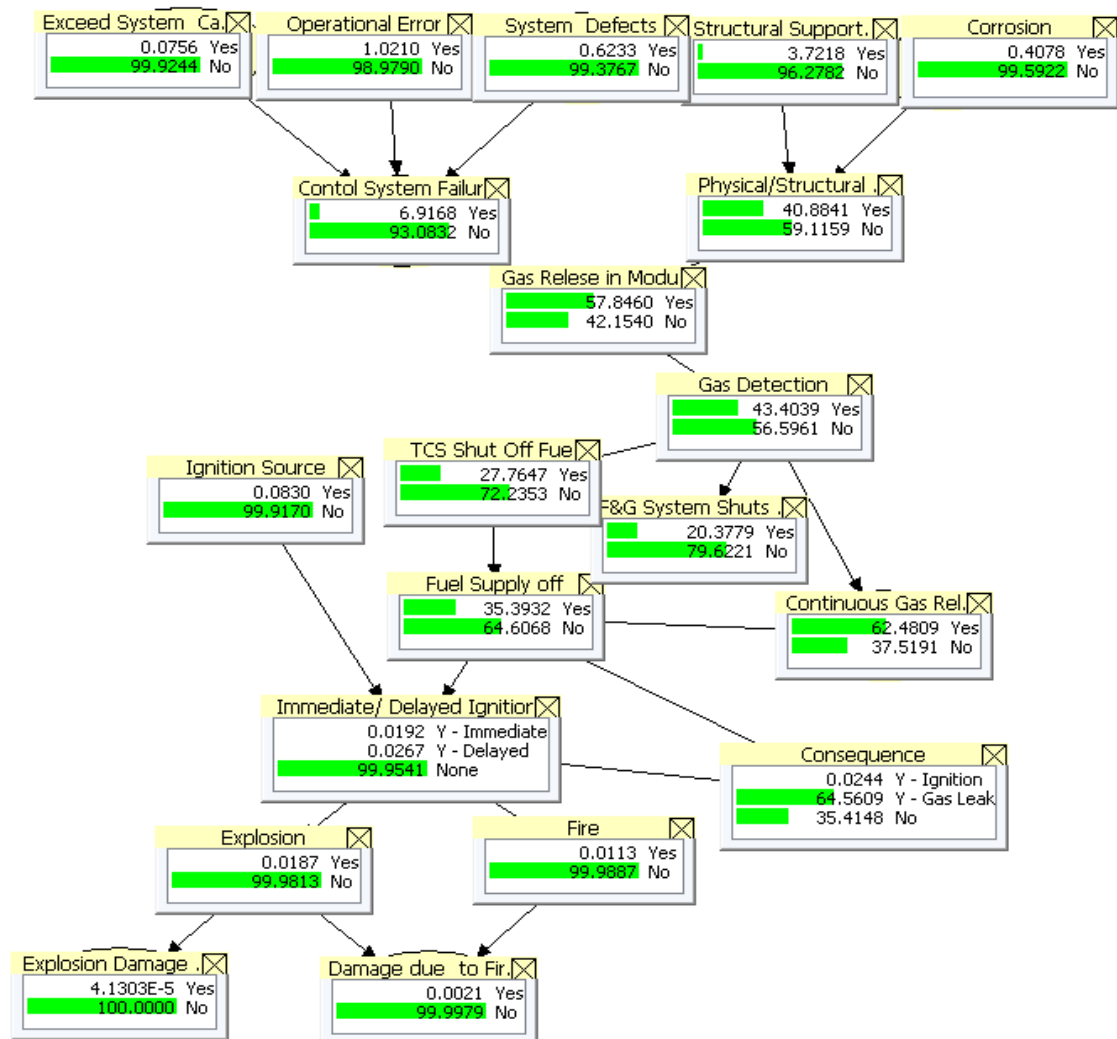 Exceed System Ca.
0.0756 Yes
99.9244 No
Operational Error
1.0210 Yes
98.9790 No
System Defects
0.6233 Yes
99.3767 No
Structural Support.
3.7218 Yes
96.2782 No
Corrosion
0.4078 Yes
99.5922 No
Contol System Failur
6.9168 Yes
93.0832 No
Physical/Structural .
40.8841 Yes
59.1159 No
Gas Relese in Modu
57.8460 Yes
42.1540 No
Gas Detection
43.4039 Yes
56.5961 No
TCS Shut Off Fue
27.7647 Yes
72.2353 No
Ignition Source
0.0830 Yes
99.9170 No
F&G System Shuts .
20.3779 Yes
79.6221 No
Fuel Supply off
35.3932 Yes
64.6068 No
Continuous Gas Rel.
62.4809 Yes
37.5191 No
Immediate/ Delayed Ignition
0.0192 Y - Immediate
0.0267 Y - Delayed
99.9541 None
Consequence
0.0244 Y - Ignition
64.5609 Y - Gas Leak
35.4148 No
Explosion
0.0187 Yes
99.9813 No
Fire
0.0113 Yes
99.9887 No
Explosion Damage .
4.1303E-5 Yes
100.0000 No
Damage due to Fir.
0.0021 Yes
99.9979 No